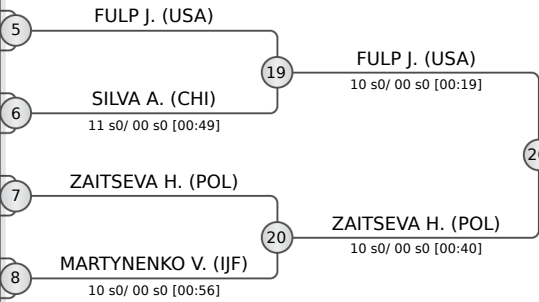 FULP J. (USA)
5
19
FULP J. (USA)
10 s0/ 00 s0 [00:19]
SILVA A. (CHI)
6
11 s0/ 00 s0 [00:49]
ZAITSEVA H. (POL)
7
20
ZAITSEVA H. (POL)
10 s0/ 00 s0 [00:40]
MARTYNENKO V. (IJF)
8
10 s0/ 00 s0 [00:56]